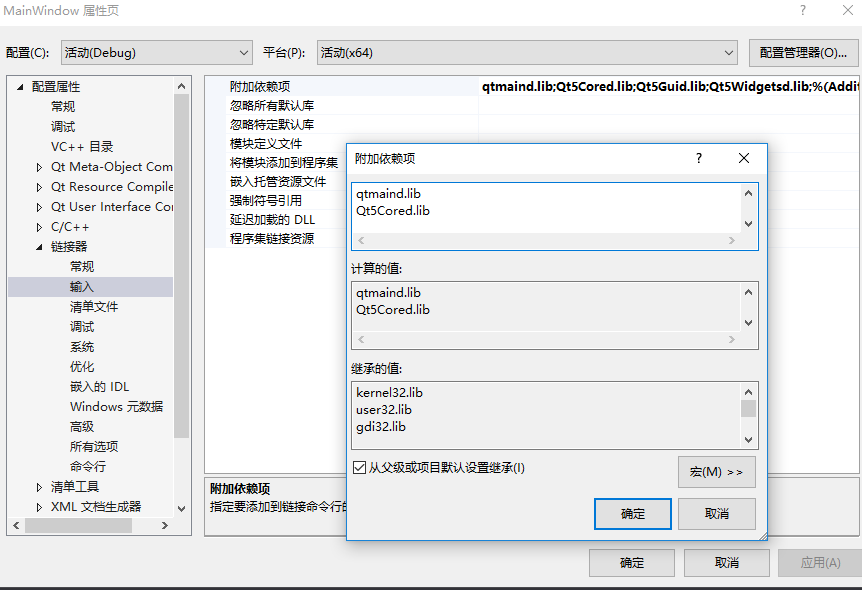 MainWindow 属性页
配置(C): 活动(Debug) 平台(P): 活动(x64) 配置管理器(O)...
配置属性
常规
调试
VC++ 目录
Qt Meta-Object Com
Qt Resource Compile
Qt User Interface Cor
C/C++
链接器
常规
输入
清单文件
调试
系统
优化
嵌入的 IDL
Windows 元数据
高级
所有选项
命令行
清单工具
XML 文档生成器
附加依赖项 qtmaind.lib;Qt5Cored.lib;Qt5Guid.lib;Qt5Widgetsd.lib;%(Addit
忽略所有默认库
忽略特定默认库
模块定义文件
将模块添加到程序集
嵌入托管资源文件
强制符号引用
延迟加载的 DLL
程序集链接资源
附加依赖项
指定要添加到链接命令行的
附加依赖项
qtmaind.lib
Qt5Cored.lib
计算的值:
qtmaind.lib
Qt5Cored.lib
继承的值:
kernel32.lib
user32.lib
gdi32.lib
从父级或项目默认设置继承(I)
宏(M) >>
确定 取消
确定 取消 应用(A)